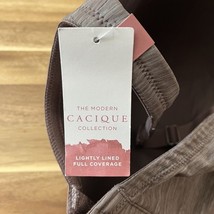 THE MODERN
CACIQUE
COLLECTION
LIGHTLY LINED
FULL COVERAGE